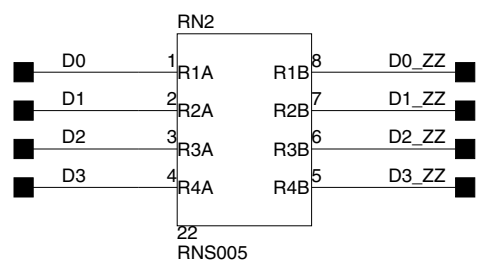 RN2
D0 1 R1A R1B 8 D0_ZZ
D1 2 R2A R2B 7 D1_ZZ
D2 3 R3A R3B 6 D2_ZZ
D3 4 R4A R4B 5 D3_ZZ
22
RNS005